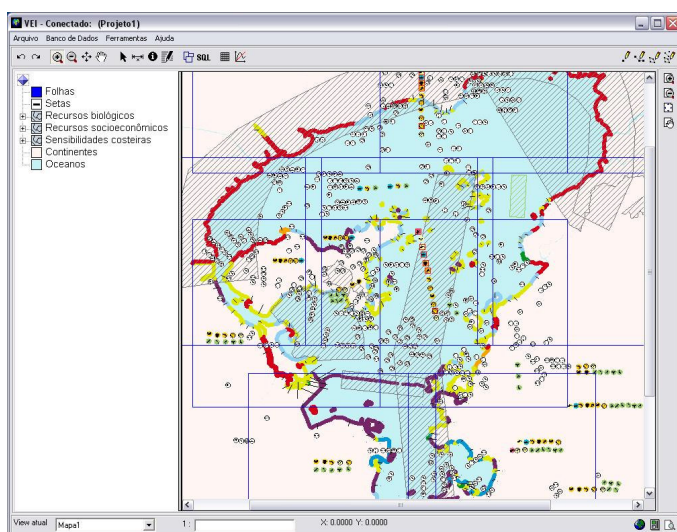 VEI - Conectado: (Projeto1)
Arquivo Banco de Dados Ferramentas Ajuda
SQL
Folhas
Setas
Recursos biológicos
Recursos socioeconômicos
Sensibilidades costeiras
Continentes
Oceanos
View atual Mapa1 1 : X: 0.0000 Y: 0.0000